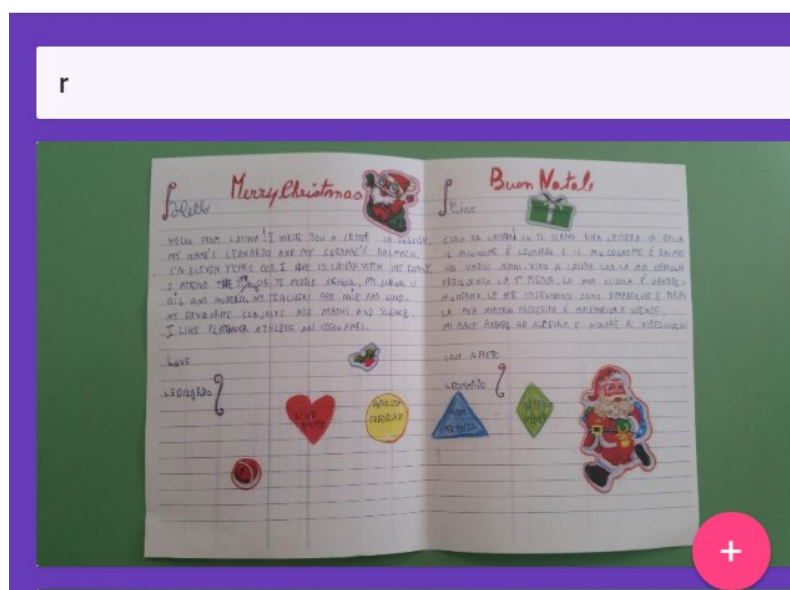 r
Merry Christmas
Hello
HELLO FROM LATINA! I WRITE YOU A LETTER IN ENGLISH.
MY NAME'S LEONARDO AND MY SURNAME'S
I'M ELEVEN YEARS OLD. I LIVE IN LATINA WITH MY FAMILY.
I ATTEND THE OF TE MIDDLE SCHOOL. MY SCHOOL IS
BIG AND MODERN, MY TEACHERS ARE NICE AND GOOD.
MY FAVOURITE SUBJECTS ARE MATHS AND SCIENCE.
I LIKE ATHLETIC AND
LOVE
LEONARDO
LOVE
Buon Natale
Ciao
CIAO DA LATINA! IO TI SCRIVO UNA LETTERA IN
IL MIO NOME È LEONARDO E IL MIO COGNOME È
HO UNDICI ANNI. VIVO A LATINA CON LA MIA FAMIGLIA
FREQUENTO LA 1ª MEDIA. LA MIA SCUOLA È GRANDE E
MODERNA. LE MIE INSEGNANTI SONO SIMPATICHE E
LA MIA MATERIA PREFERITA È MATEMATICA E SCIENZE.
MI PIACE ANDARE AD E GIOCARE AI VIDEOGIOCHI
CON AFFETTO
LEONARDO
+